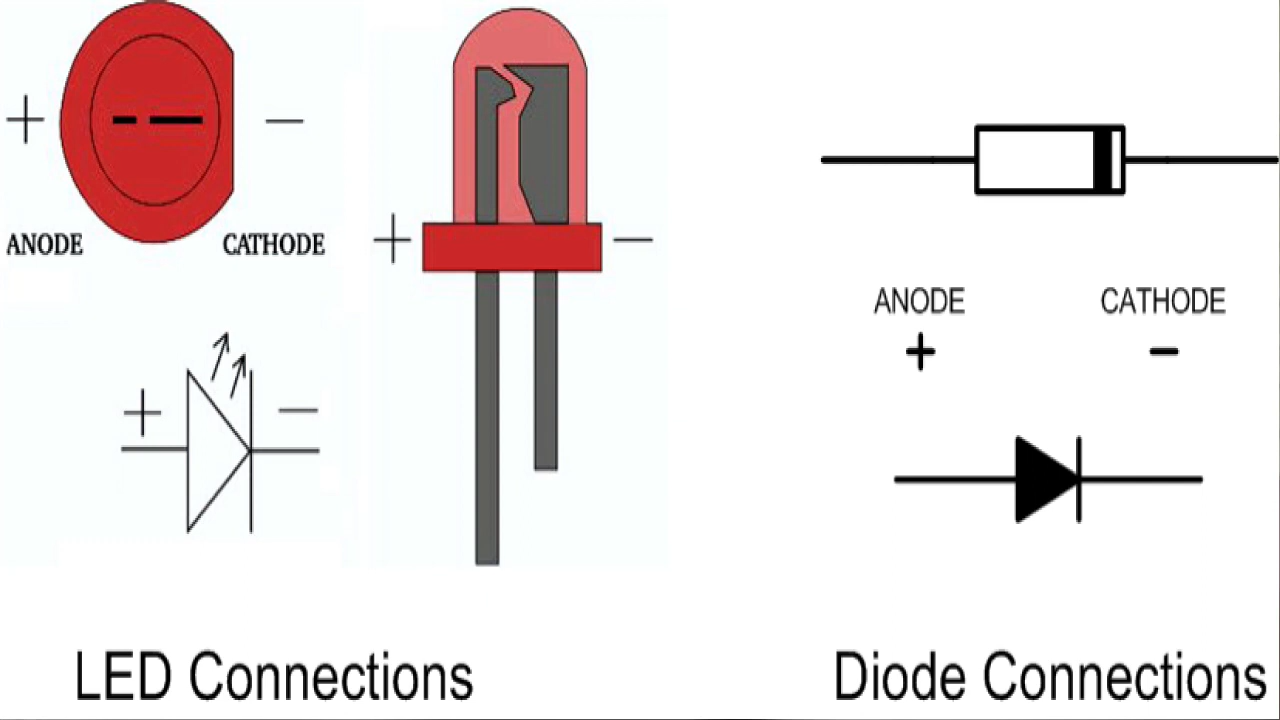 + −
ANODE CATHODE
+ −
+ −
ANODE CATHODE
+ −
LED Connections
Diode Connections